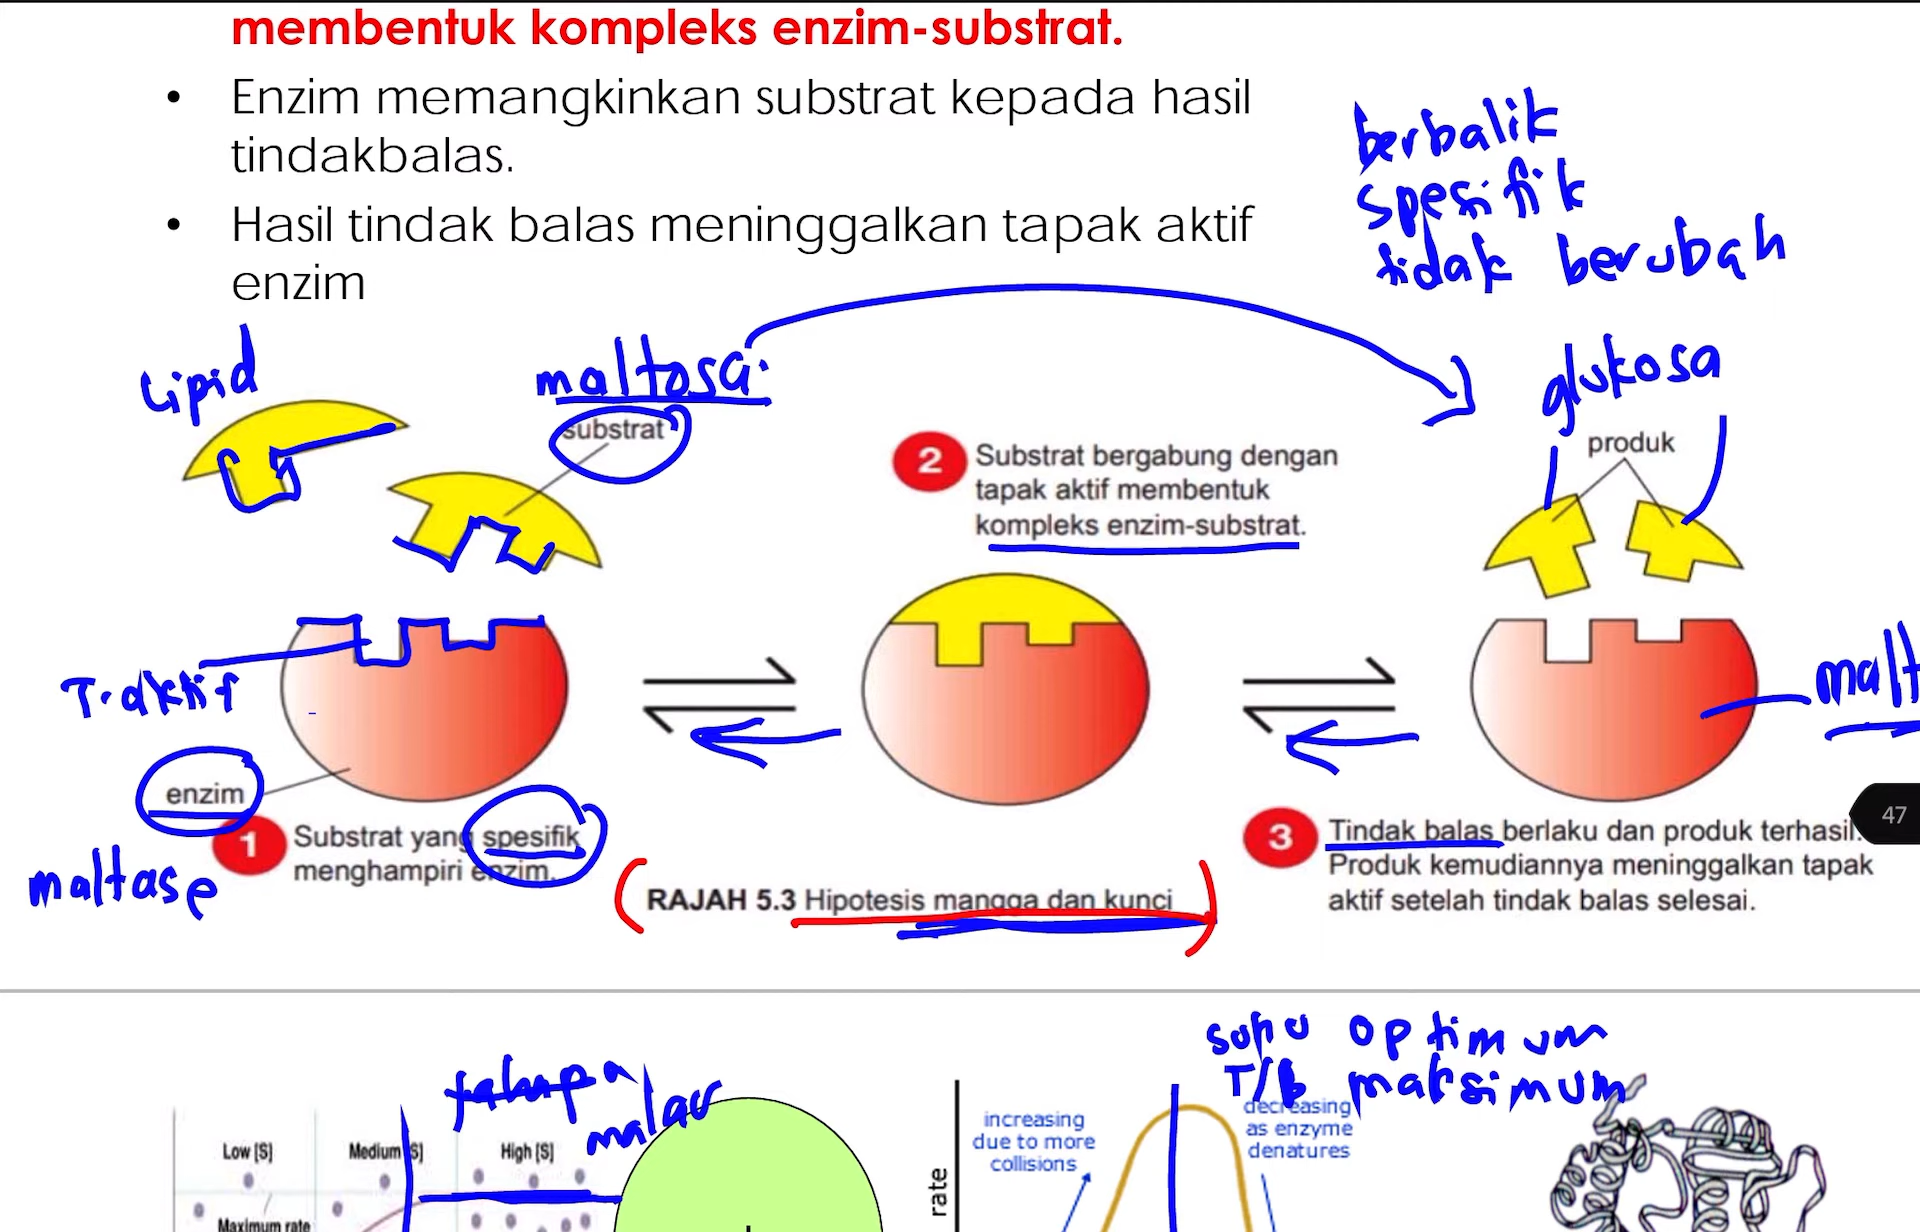 membentuk kompleks enzim-substrat.
• Enzim memangkinkan substrat kepada hasil
tindakbalas.
• Hasil tindak balas meninggalkan tapak aktif
enzim
berbalik
spesifik
tidak berubah
Lipid
maltosa
substrat
glukosa
produk
2 Substrat bergabung dengan
tapak aktif membentuk
kompleks enzim-substrat.
T. aktif
enzim
maltase
malt
1 Substrat yang spesifik
menghampiri enzim.
RAJAH 5.3 Hipotesis mangga dan kunci
3 Tindak balas berlaku dan produk terhasil.
Produk kemudiannya meninggalkan tapak
aktif setelah tindak balas selesai.
47
suhu optimum
T/B maksimum
malar
Low [S]
Medium [S]
High [S]
Maximum rate
increasing
due to more
collisions
decreasing
as enzyme
denatures
rate